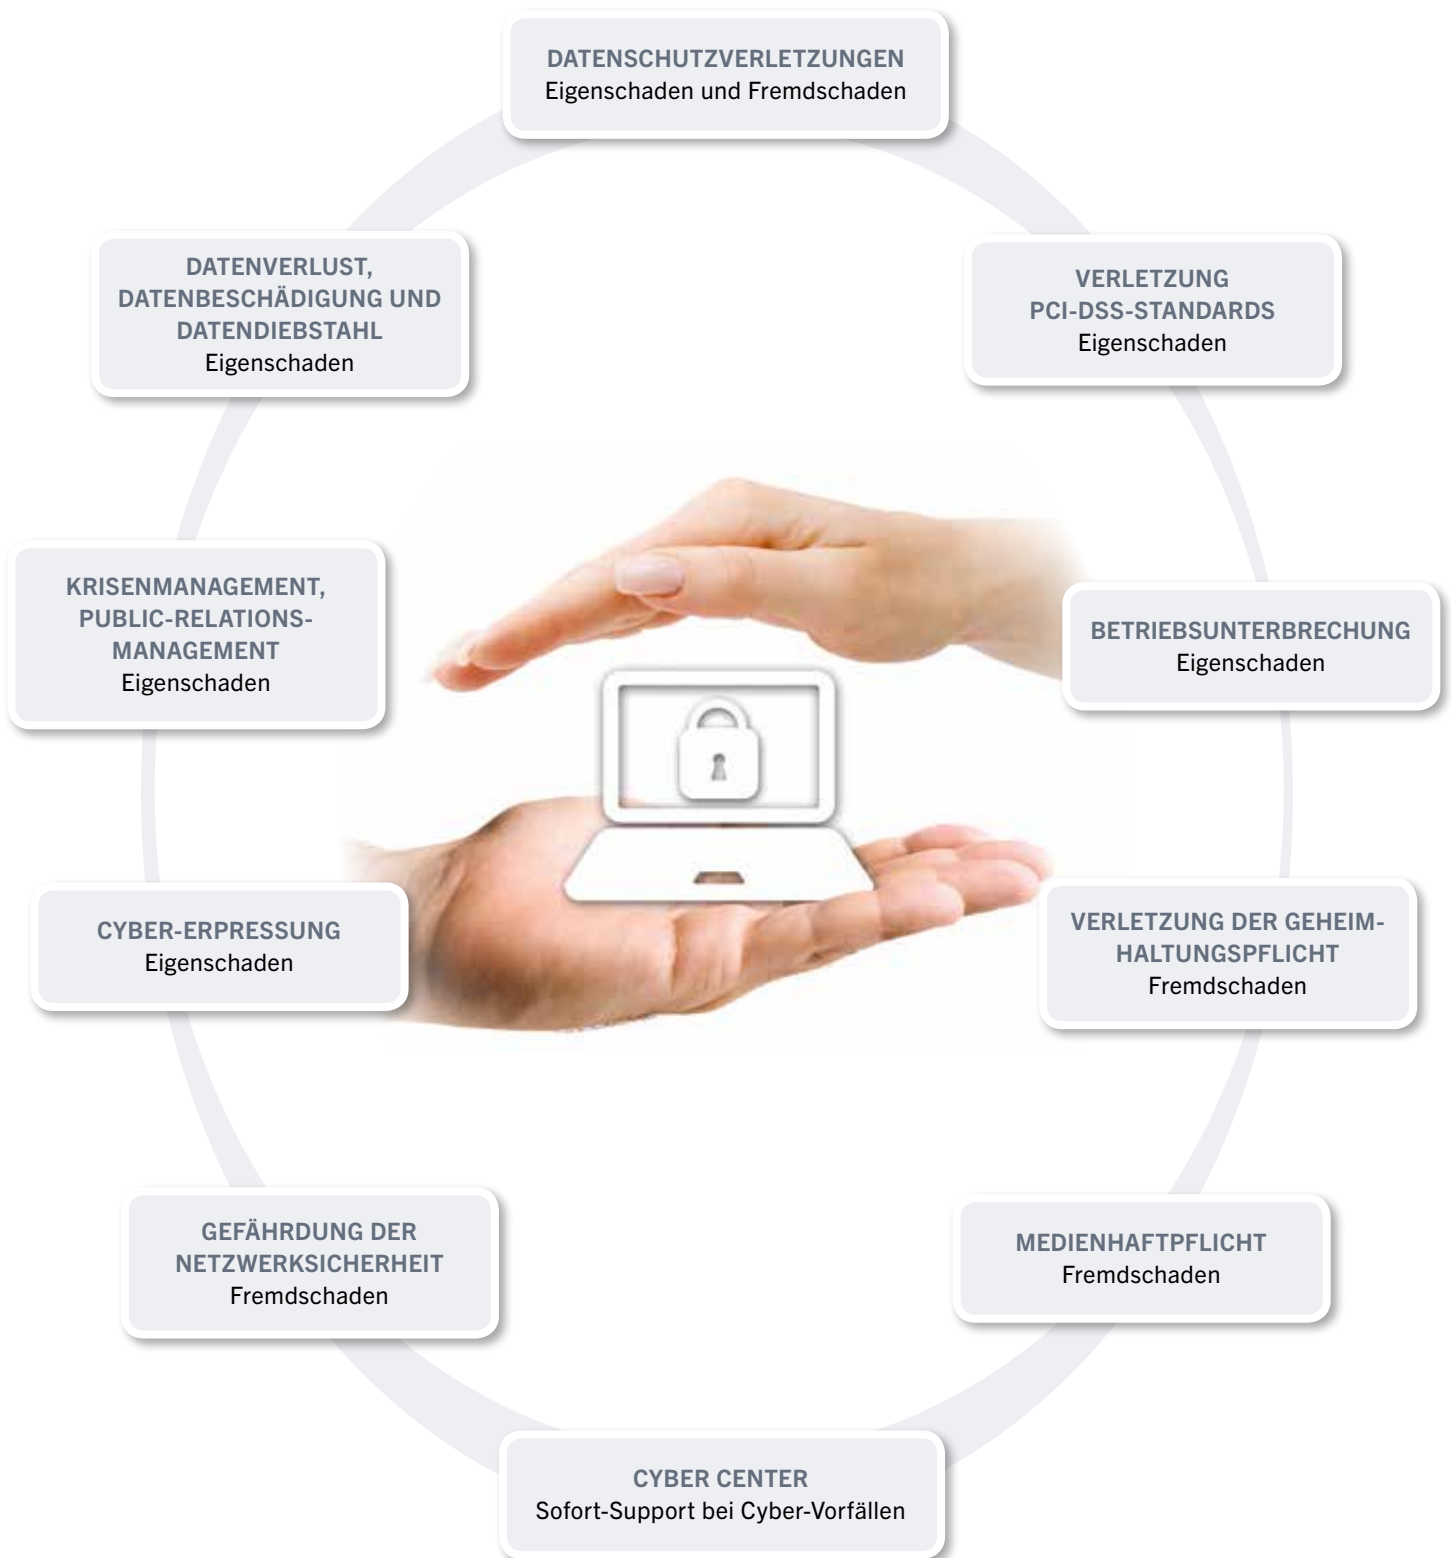 DATENSCHUTZVERLETZUNGEN
Eigenschaden und Fremdschaden
DATENVERLUST,
DATENBESCHÄDIGUNG UND
DATENDIEBSTAHL
Eigenschaden
VERLETZUNG
PCI-DSS-STANDARDS
Eigenschaden
KRISENMANAGEMENT,
PUBLIC-RELATIONS-
MANAGEMENT
Eigenschaden
BETRIEBSUNTERBRECHUNG
Eigenschaden
CYBER-ERPRESSUNG
Eigenschaden
VERLETZUNG DER GEHEIM-
HALTUNGSPFLICHT
Fremdschaden
GEFÄHRDUNG DER
NETZWERKSICHERHEIT
Fremdschaden
MEDIENHAFTPFLICHT
Fremdschaden
CYBER CENTER
Sofort-Support bei Cyber-Vorfällen